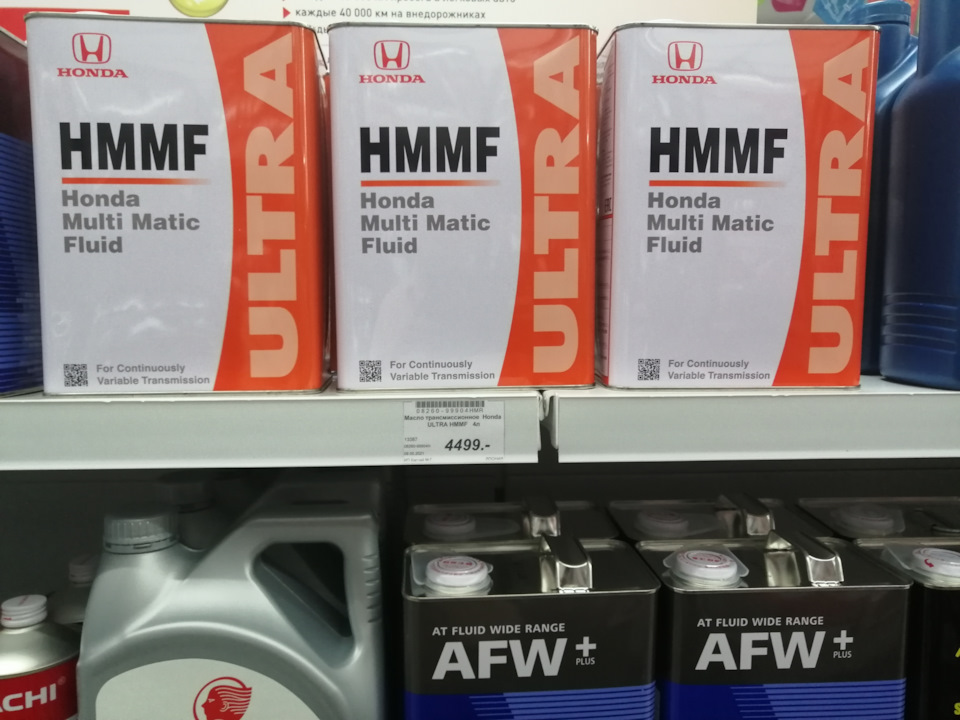 каждые 40 000 км на внедорожниках
HONDA
HMMF
Honda
Multi Matic
Fluid
ULTRA
For Continuously
Variable Transmission
HONDA
HMMF
Honda
Multi Matic
Fluid
ULTRA
For Continuously
Variable Transmission
HONDA
HMMF
Honda
Multi Matic
Fluid
ULTRA
For Continuously
Variable Transmission
08260-99904HMR
Масло трансмиссионное Honda
ULTRA HMMF 4л
4499.-
AT FLUID WIDE RANGE
AFW+
PLUS
AT FLUID WIDE RANGE
AFW+
PLUS
ACHI